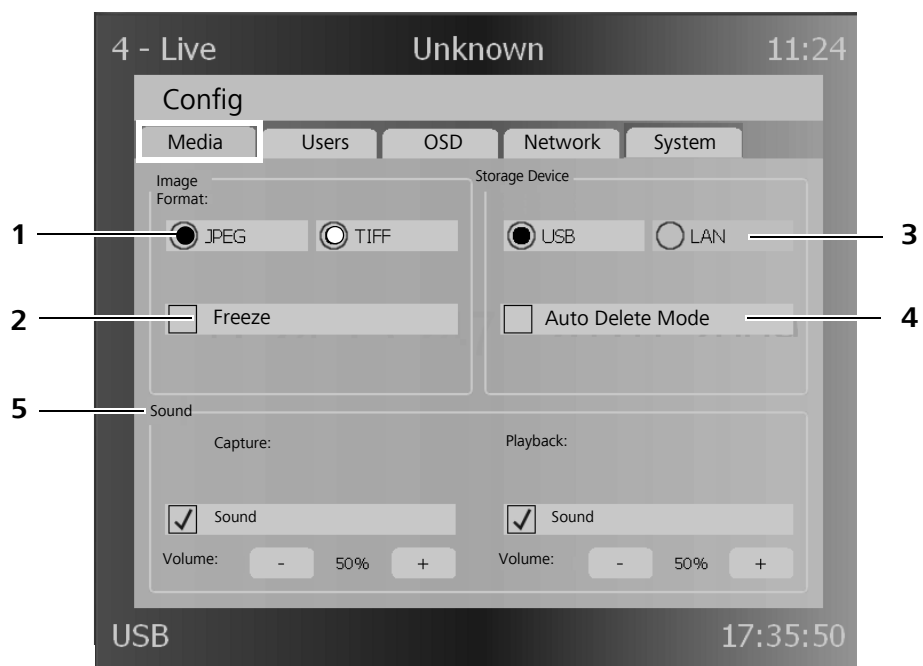 4 - Live Unknown 11:24
Config
Media Users OSD Network System
Image
Format:
Storage Device
1 JPEG TIFF USB LAN 3
2 Freeze Auto Delete Mode 4
5 Sound
Capture: Playback:
Sound Sound
Volume: - 50% + Volume: - 50% +
USB 17:35:50